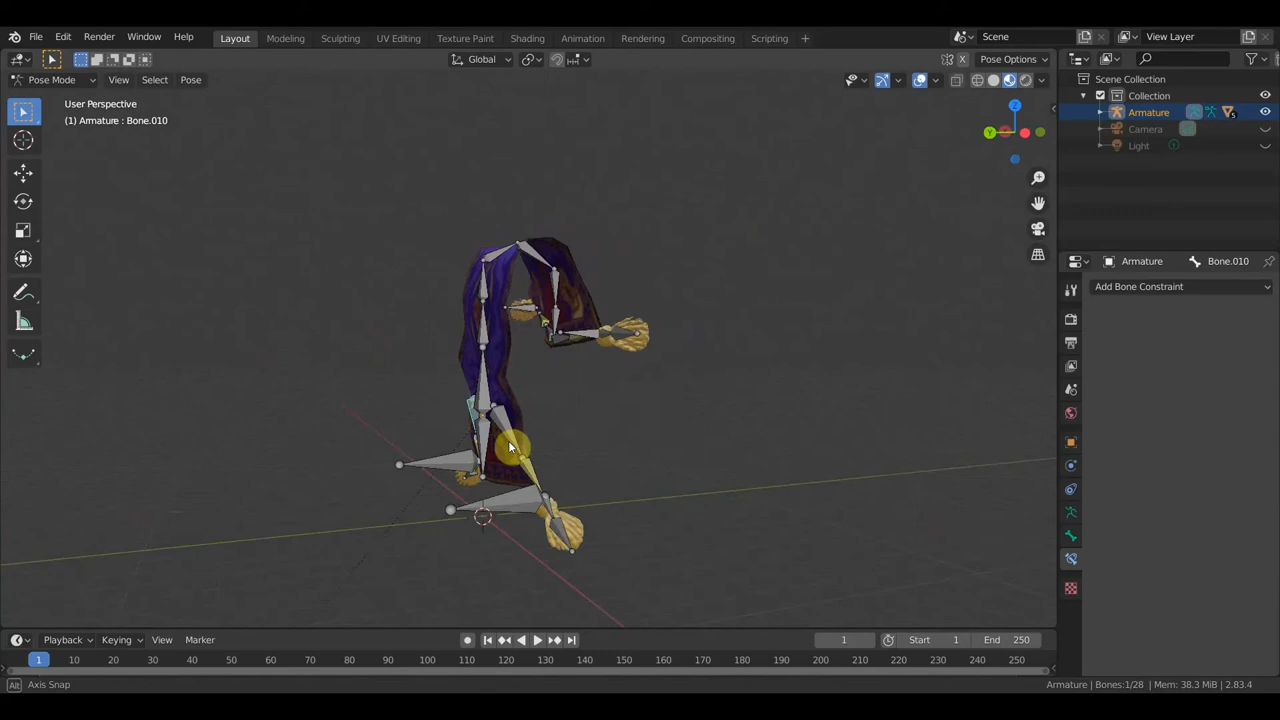 File Edit Render Window Help Layout Modeling Sculpting UV Editing Texture Paint Shading Animation Rendering Compositing Scripting + Scene View Layer
Global Pose Options
Pose Mode View Select Pose Scene Collection
User Perspective Collection
(1) Armature : Bone.010 Armature 5
Camera
Light
Z
Y
Armature Bone.010
Add Bone Constraint
Playback Keying View Marker 1 Start 1 End 250
1 10 20 30 40 50 60 70 80 90 100 110 120 130 140 150 160 170 180 190 200 210 220 230 240 250
Alt Axis Snap Armature | Bones:1/28 | Mem: 38.3 MiB | 2.83.4